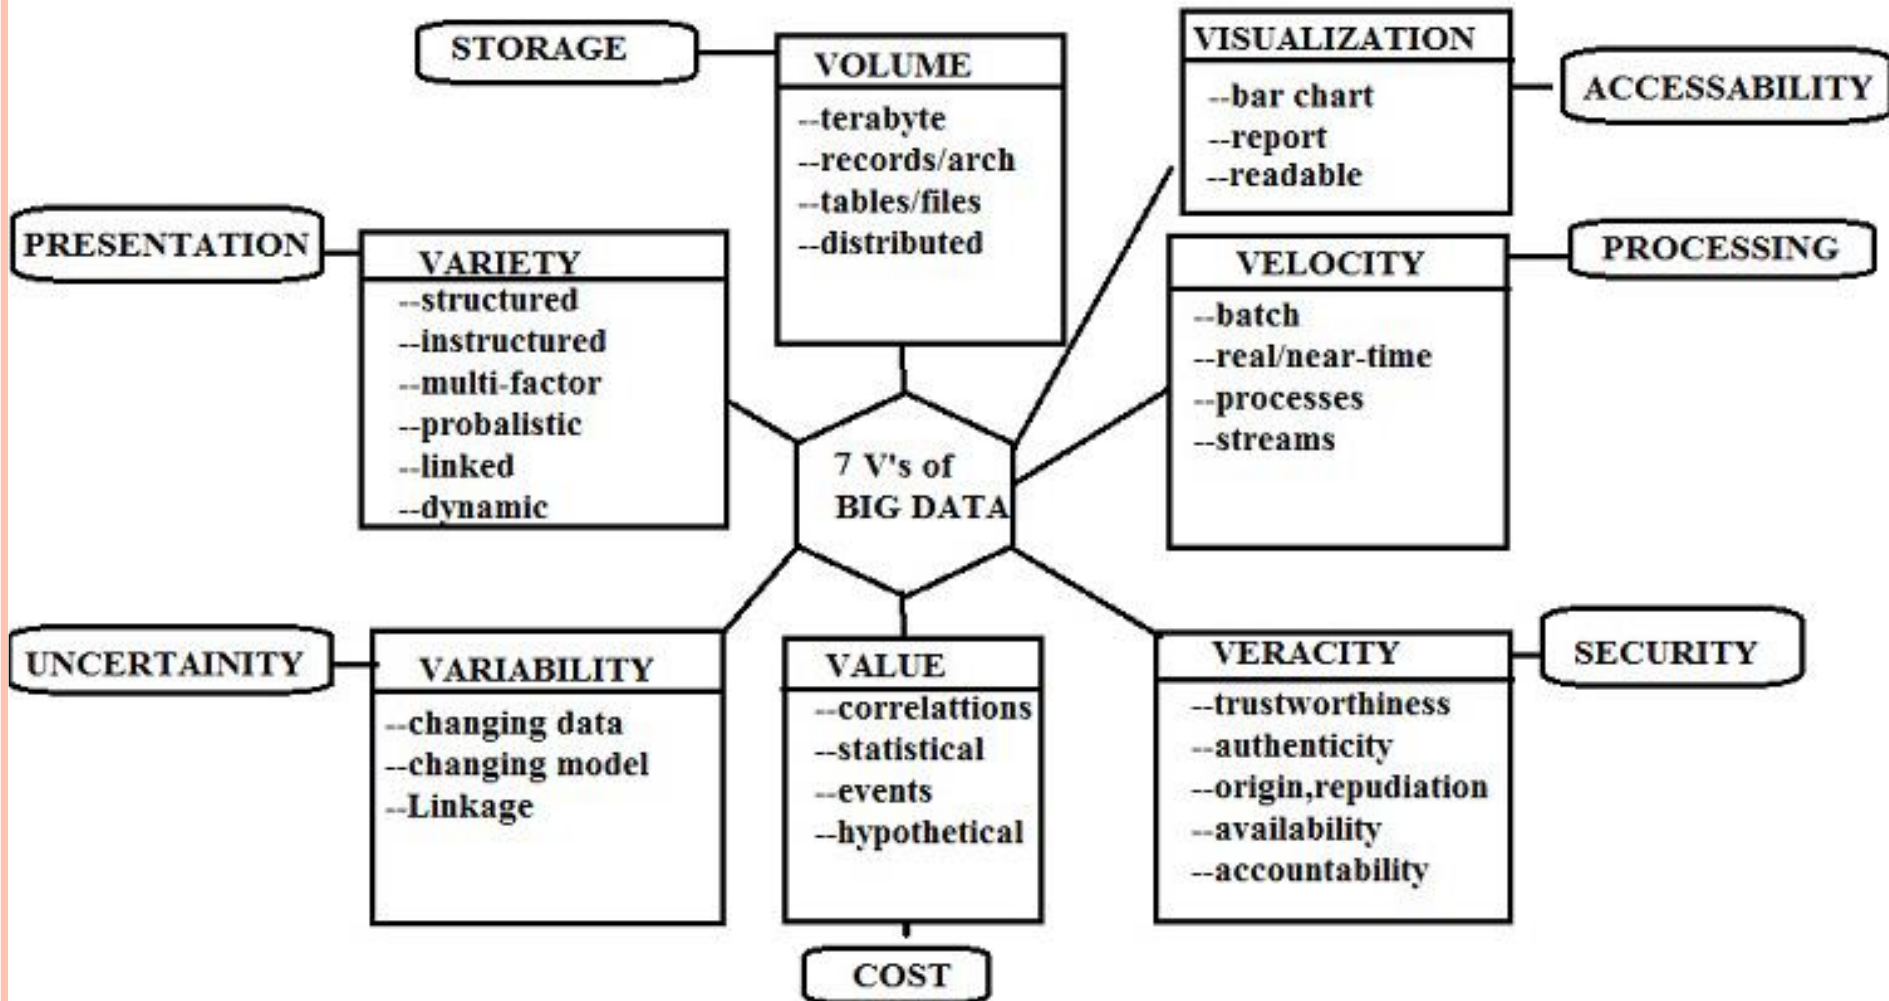 STORAGE
VOLUME
--terabyte
--records/arch
--tables/files
--distributed
VISUALIZATION
--bar chart
--report
--readable
ACCESSABILITY
PRESENTATION
VARIETY
--structured
--instructured
--multi-factor
--probalistic
--linked
--dynamic
VELOCITY
--batch
--real/near-time
--processes
--streams
PROCESSING
7 V's of
BIG DATA
UNCERTAINITY
VARIABILITY
--changing data
--changing model
--Linkage
VALUE
--correlattions
--statistical
--events
--hypothetical
COST
VERACITY
--trustworthiness
--authenticity
--origin,repudiation
--availability
--accountability
SECURITY